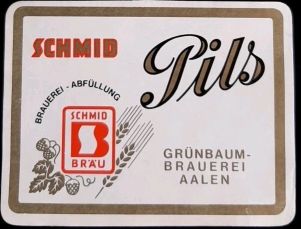 SCHMID
Pils
BRAUEREI - ABFÜLLUNG
SCHMID
B
BRÄU
GRÜNBAUM-
BRAUEREI
AALEN